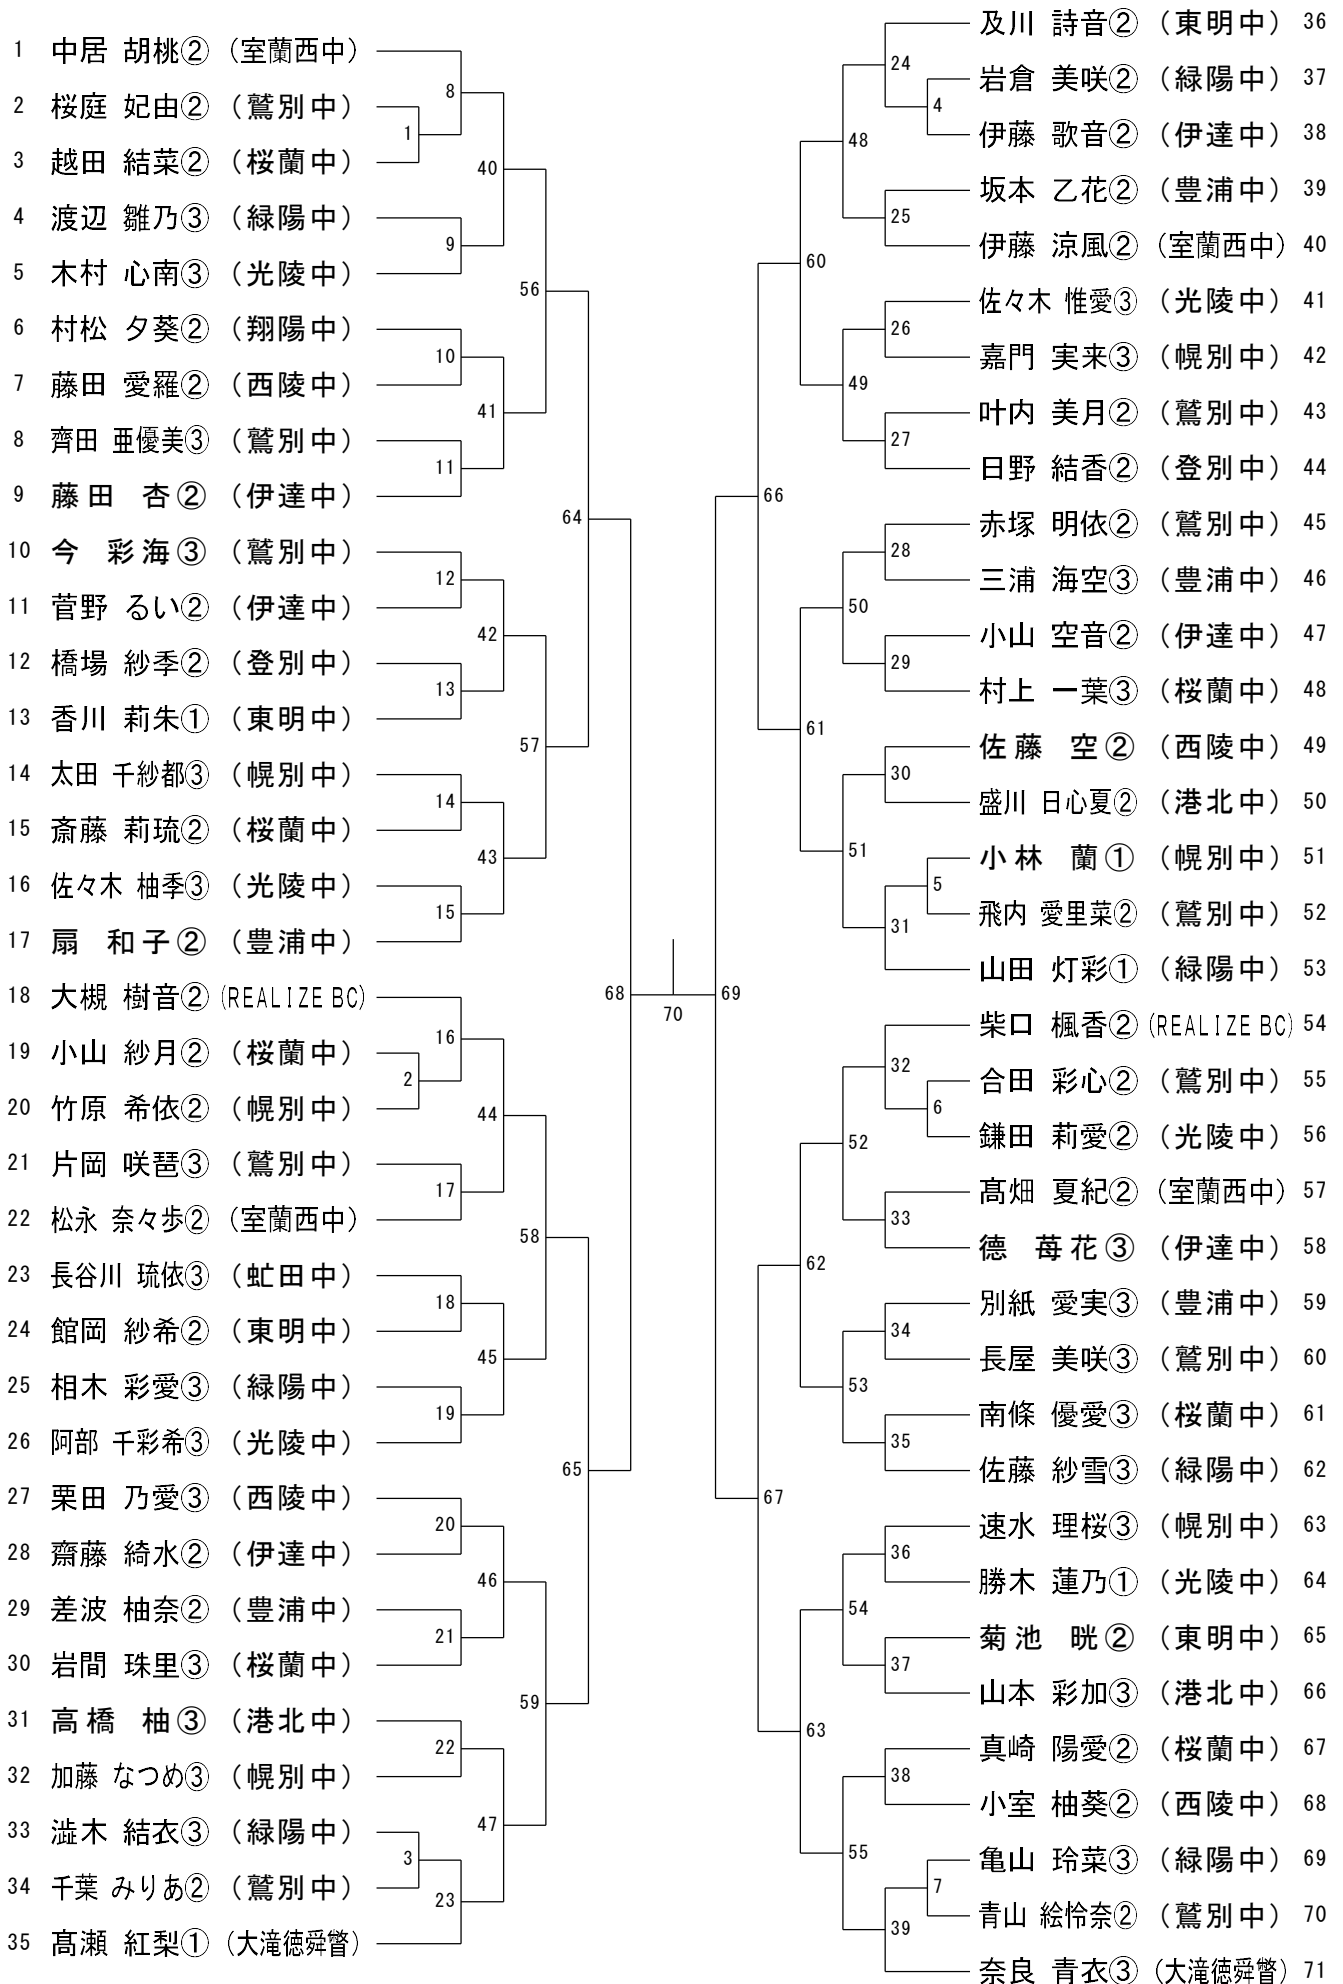 1 中居 胡桃② (室蘭西中)
2 桜庭 妃由② (鷲別中)
3 越田 結菜② (桜蘭中)
4 渡辺 雛乃③ (緑陽中)
5 木村 心南③ (光陵中)
6 村松 夕葵② (翔陽中)
7 藤田 愛羅② (西陵中)
8 齊田 亜優美③ (鷲別中)
9 藤田 杏② (伊達中)
10 今 彩海③ (鷲別中)
11 菅野 るい② (伊達中)
12 橋場 紗季② (登別中)
13 香川 莉朱① (東明中)
14 太田 千紗都③ (幌別中)
15 斎藤 莉琉② (桜蘭中)
16 佐々木 柚季③ (光陵中)
17 扇 和子② (豊浦中)
18 大槻 樹音② (REALIZE BC)
19 小山 紗月② (桜蘭中)
20 竹原 希依② (幌別中)
21 片岡 咲琶③ (鷲別中)
22 松永 奈々歩② (室蘭西中)
23 長谷川 琉依③ (虻田中)
24 館岡 紗希② (東明中)
25 相木 彩愛③ (緑陽中)
26 阿部 千彩希③ (光陵中)
27 栗田 乃愛③ (西陵中)
28 齋藤 綺水② (伊達中)
29 差波 柚奈② (豊浦中)
30 岩間 珠里③ (桜蘭中)
31 高橋 柚③ (港北中)
32 加藤 なつめ③ (幌別中)
33 澁木 結衣③ (緑陽中)
34 千葉 みりあ② (鷲別中)
35 髙瀬 紅梨① (大滝徳舜瞥)
1
2
3
8
9
10
11
12
13
14
15
16
17
18
19
20
21
22
23
40
41
42
43
44
45
46
47
56
57
58
59
64
65
68
70
69
66
67
60
61
62
63
48
49
50
51
52
53
54
55
24
25
26
27
28
29
30
31
32
33
34
35
36
37
38
39
4
5
6
7
及川 詩音② (東明中) 36
岩倉 美咲② (緑陽中) 37
伊藤 歌音② (伊達中) 38
坂本 乙花② (豊浦中) 39
伊藤 涼風② (室蘭西中) 40
佐々木 惟愛③ (光陵中) 41
嘉門 実来③ (幌別中) 42
叶内 美月② (鷲別中) 43
日野 結香② (登別中) 44
赤塚 明依② (鷲別中) 45
三浦 海空③ (豊浦中) 46
小山 空音② (伊達中) 47
村上 一葉③ (桜蘭中) 48
佐藤 空② (西陵中) 49
盛川 日心夏② (港北中) 50
小林 蘭① (幌別中) 51
飛内 愛里菜② (鷲別中) 52
山田 灯彩① (緑陽中) 53
柴口 楓香② (REALIZE BC) 54
合田 彩心② (鷲別中) 55
鎌田 莉愛② (光陵中) 56
髙畑 夏紀② (室蘭西中) 57
德 苺花③ (伊達中) 58
別紙 愛実③ (豊浦中) 59
長屋 美咲③ (鷲別中) 60
南條 優愛③ (桜蘭中) 61
佐藤 紗雪③ (緑陽中) 62
速水 理桜③ (幌別中) 63
勝木 蓮乃① (光陵中) 64
菊池 晄② (東明中) 65
山本 彩加③ (港北中) 66
真崎 陽愛② (桜蘭中) 67
小室 柚葵② (西陵中) 68
亀山 玲菜③ (緑陽中) 69
青山 絵怜奈② (鷲別中) 70
奈良 青衣③ (大滝徳舜瞥) 71